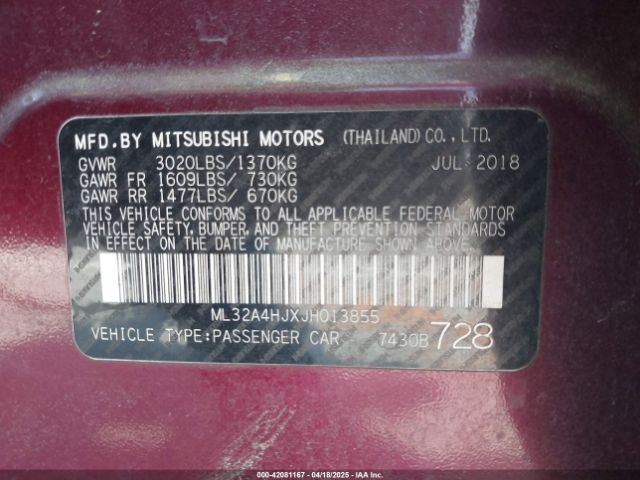 MFD.BY MITSUBISHI MOTORS (THAILAND)CO.,LTD.
GVWR 3020LBS/1370KG JUL 2018
GAWR FR 1609LBS/ 730KG
GAWR RR 1477LBS/ 670KG
THIS VEHICLE CONFORMS TO ALL APPLICABLE FEDERAL MOTOR
VEHICLE SAFETY, BUMPER, AND THEFT PREVENTION STANDARDS
IN EFFECT ON THE DATE OF MANUFACTURE SHOWN ABOVE.
ML32A4HJXJH013855
VEHICLE TYPE:PASSENGER CAR 7430B 728
000-42081167 - 04/18/2025 - IAAI